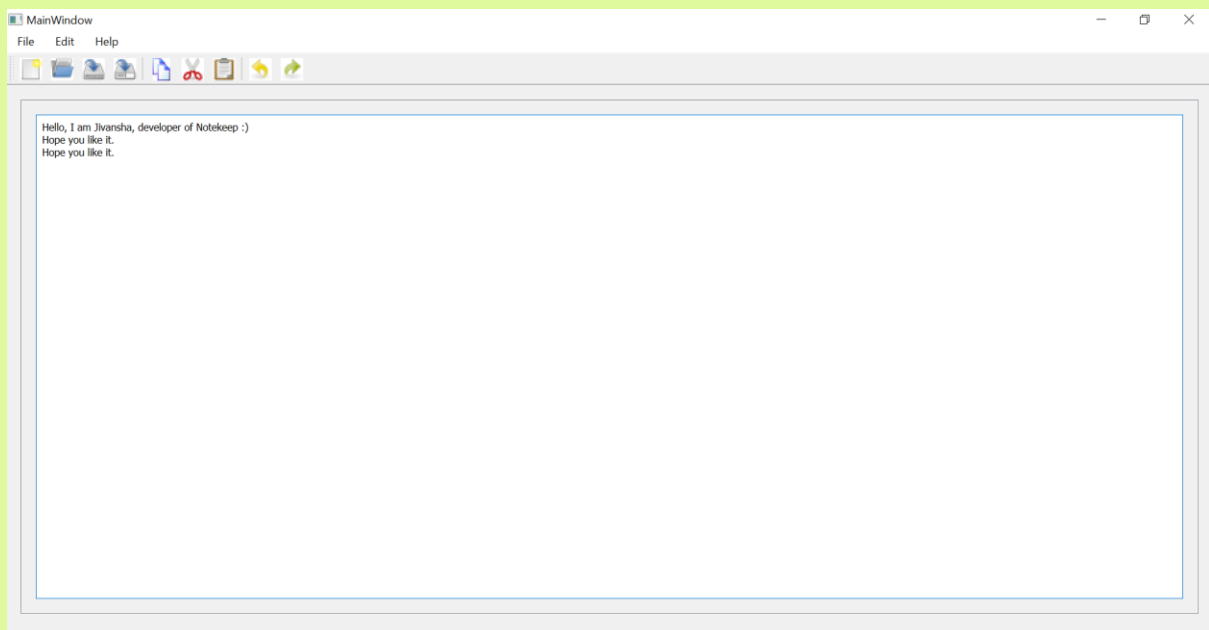 MainWindow
File Edit Help
Hello, I am Jivansha, developer of Notekeep :)
Hope you like it.
Hope you like it.